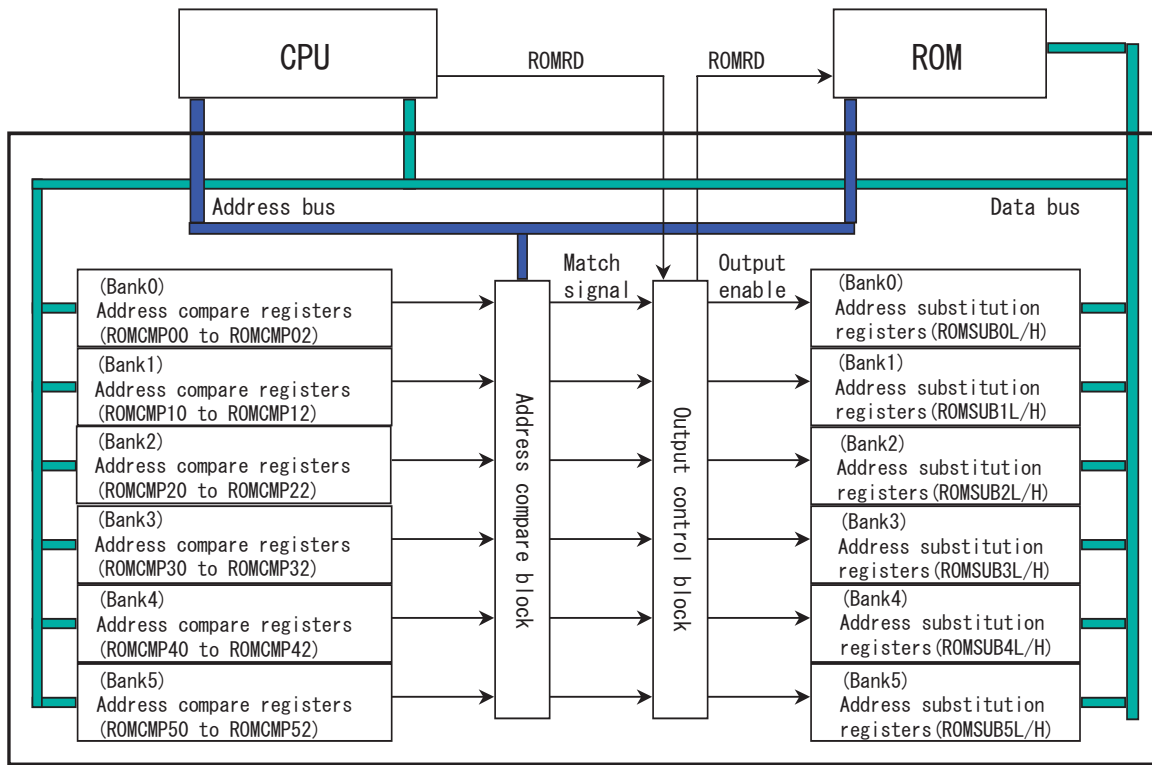 CPU
ROMRD
ROMRD
ROM
Address bus
Data bus
Match
signal
Output
enable
(Bank0)
Address compare registers
(ROMCMP00 to ROMCMP02)
(Bank1)
Address compare registers
(ROMCMP10 to ROMCMP12)
(Bank2)
Address compare registers
(ROMCMP20 to ROMCMP22)
(Bank3)
Address compare registers
(ROMCMP30 to ROMCMP32)
(Bank4)
Address compare registers
(ROMCMP40 to ROMCMP42)
(Bank5)
Address compare registers
(ROMCMP50 to ROMCMP52)
Address compare block
Output control block
(Bank0)
Address substitution
registers(ROMSUB0L/H)
(Bank1)
Address substitution
registers(ROMSUB1L/H)
(Bank2)
Address substitution
registers(ROMSUB2L/H)
(Bank3)
Address substitution
registers(ROMSUB3L/H)
(Bank4)
Address substitution
registers(ROMSUB4L/H)
(Bank5)
Address substitution
registers(ROMSUB5L/H)